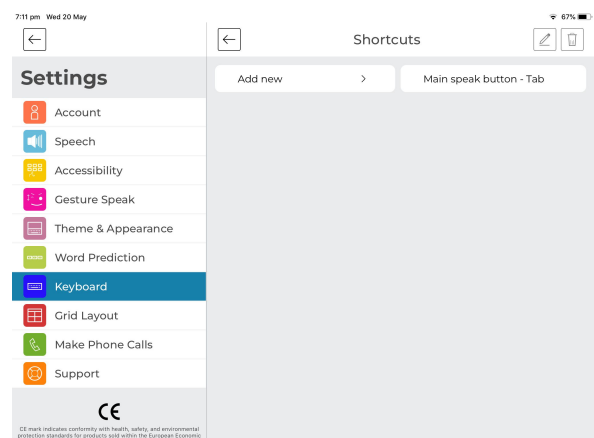 7:11 pm Wed 20 May
67%
Shortcuts
Settings
Add new
Main speak button - Tab
Account
Speech
Accessibility
Gesture Speak
Theme & Appearance
Word Prediction
Keyboard
Grid Layout
Make Phone Calls
Support
CE
CE mark indicates conformity with health, safety, and environmental
protection standards for products sold within the European Economic